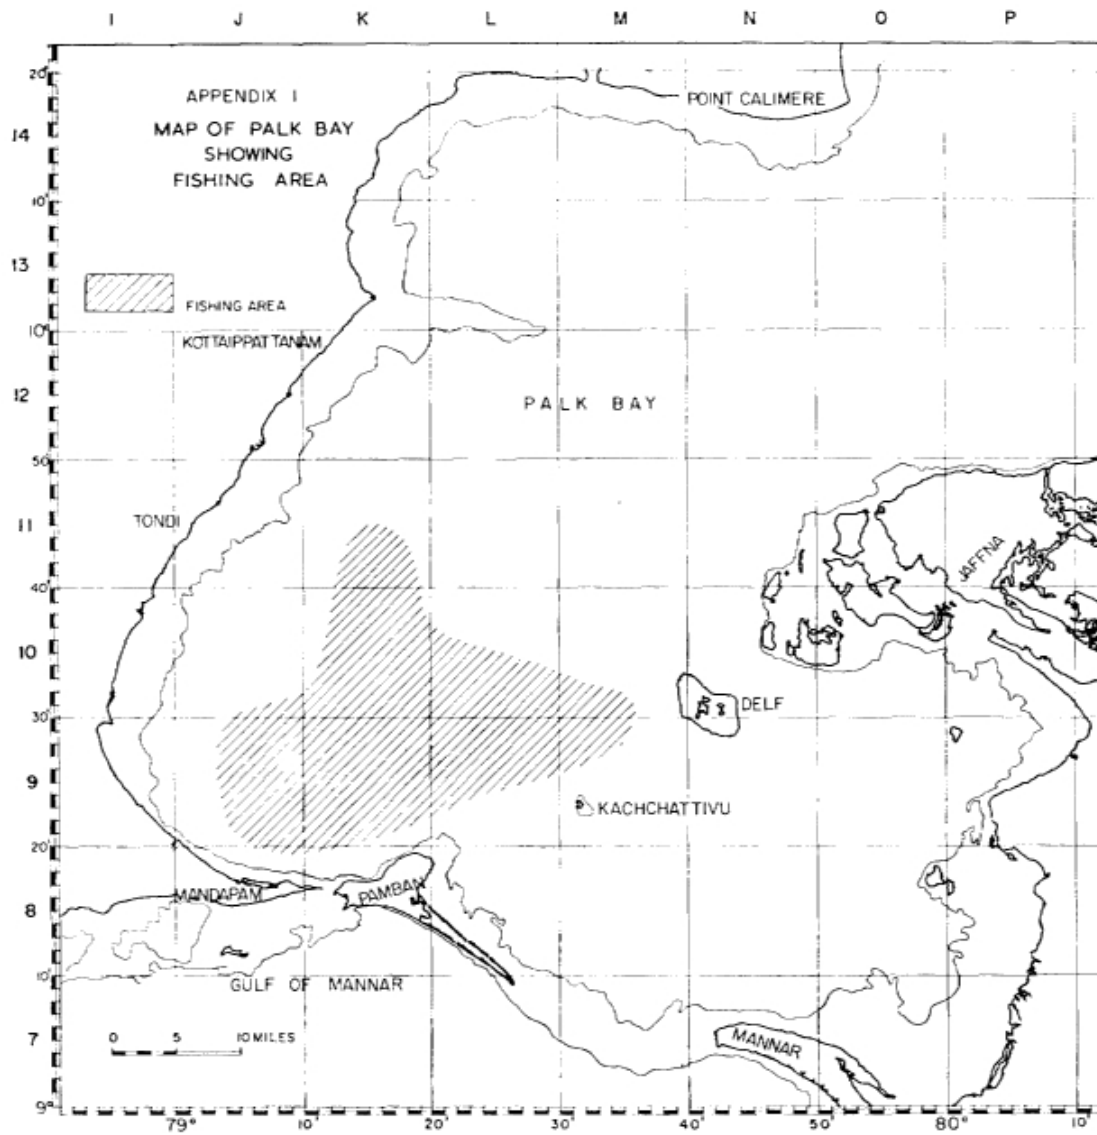 I J K L M N O P
20'
APPENDIX I
POINT CALIMERE
MAP OF PALK BAY
14
SHOWING
FISHING AREA
10'
13
FISHING AREA
10°
KOTTAIPPATTANAM
12
PALK BAY
50'
TONDI
11
JAFFNA
40'
10
DELF
30'
9
KACHCHATTIVU
20'
MANDAPAM
PAMBAN
8
10'
GULF OF MANNAR
0 5 10 MILES
7
MANNAR
9°
79° 10' 20' 30' 40' 50' 80° 10'